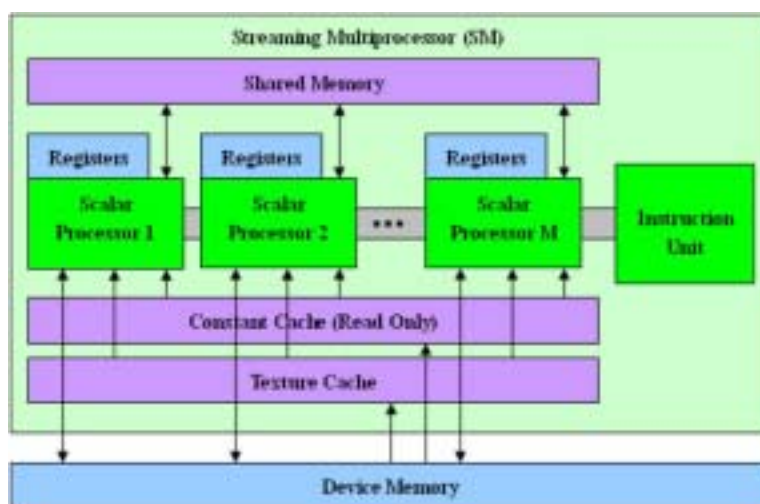 Streaming Multiprocessor (SM)
Shared Memory
Registers
Registers
Registers
Scalar
Processor 1
Scalar
Processor 2
...
Scalar
Processor M
Instruction
Unit
Constant Cache (Read Only)
Texture Cache
Device Memory